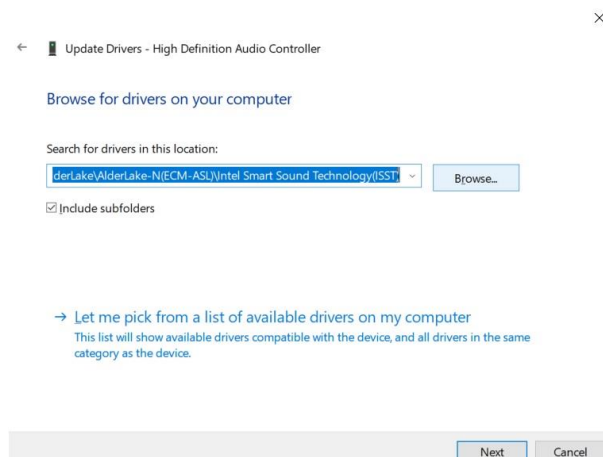 Update Drivers - High Definition Audio Controller
Browse for drivers on your computer
Search for drivers in this location:
derLake\AlderLake-N(ECM-ASL)\Intel Smart Sound Technology(ISST)
Browse...
Include subfolders
Let me pick from a list of available drivers on my computer
This list will show available drivers compatible with the device, and all drivers in the same
category as the device.
Next Cancel